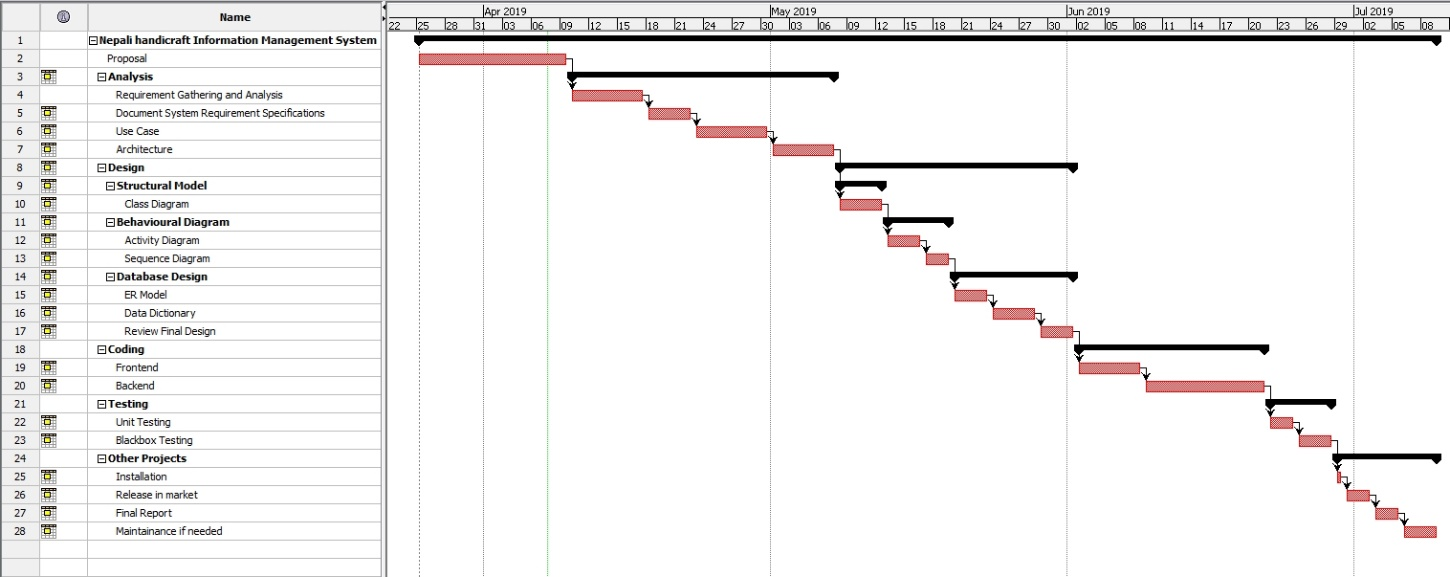 Name
Apr 2019 May 2019 Jun 2019 Jul 2019
22 25 28 31 03 06 09 12 15 18 21 24 27 30 03 06 09 12 15 18 21 24 27 30 02 05 08 11 14 17 20 23 26 29 02 05 08
1 Nepali handicraft Information Management System
2 Proposal
3 Analysis
4 Requirement Gathering and Analysis
5 Document System Requirement Specifications
6 Use Case
7 Architecture
8 Design
9 Structural Model
10 Class Diagram
11 Behavioural Diagram
12 Activity Diagram
13 Sequence Diagram
14 Database Design
15 ER Model
16 Data Dictionary
17 Review Final Design
18 Coding
19 Frontend
20 Backend
21 Testing
22 Unit Testing
23 Blackbox Testing
24 Other Projects
25 Installation
26 Release in market
27 Final Report
28 Maintainance if needed